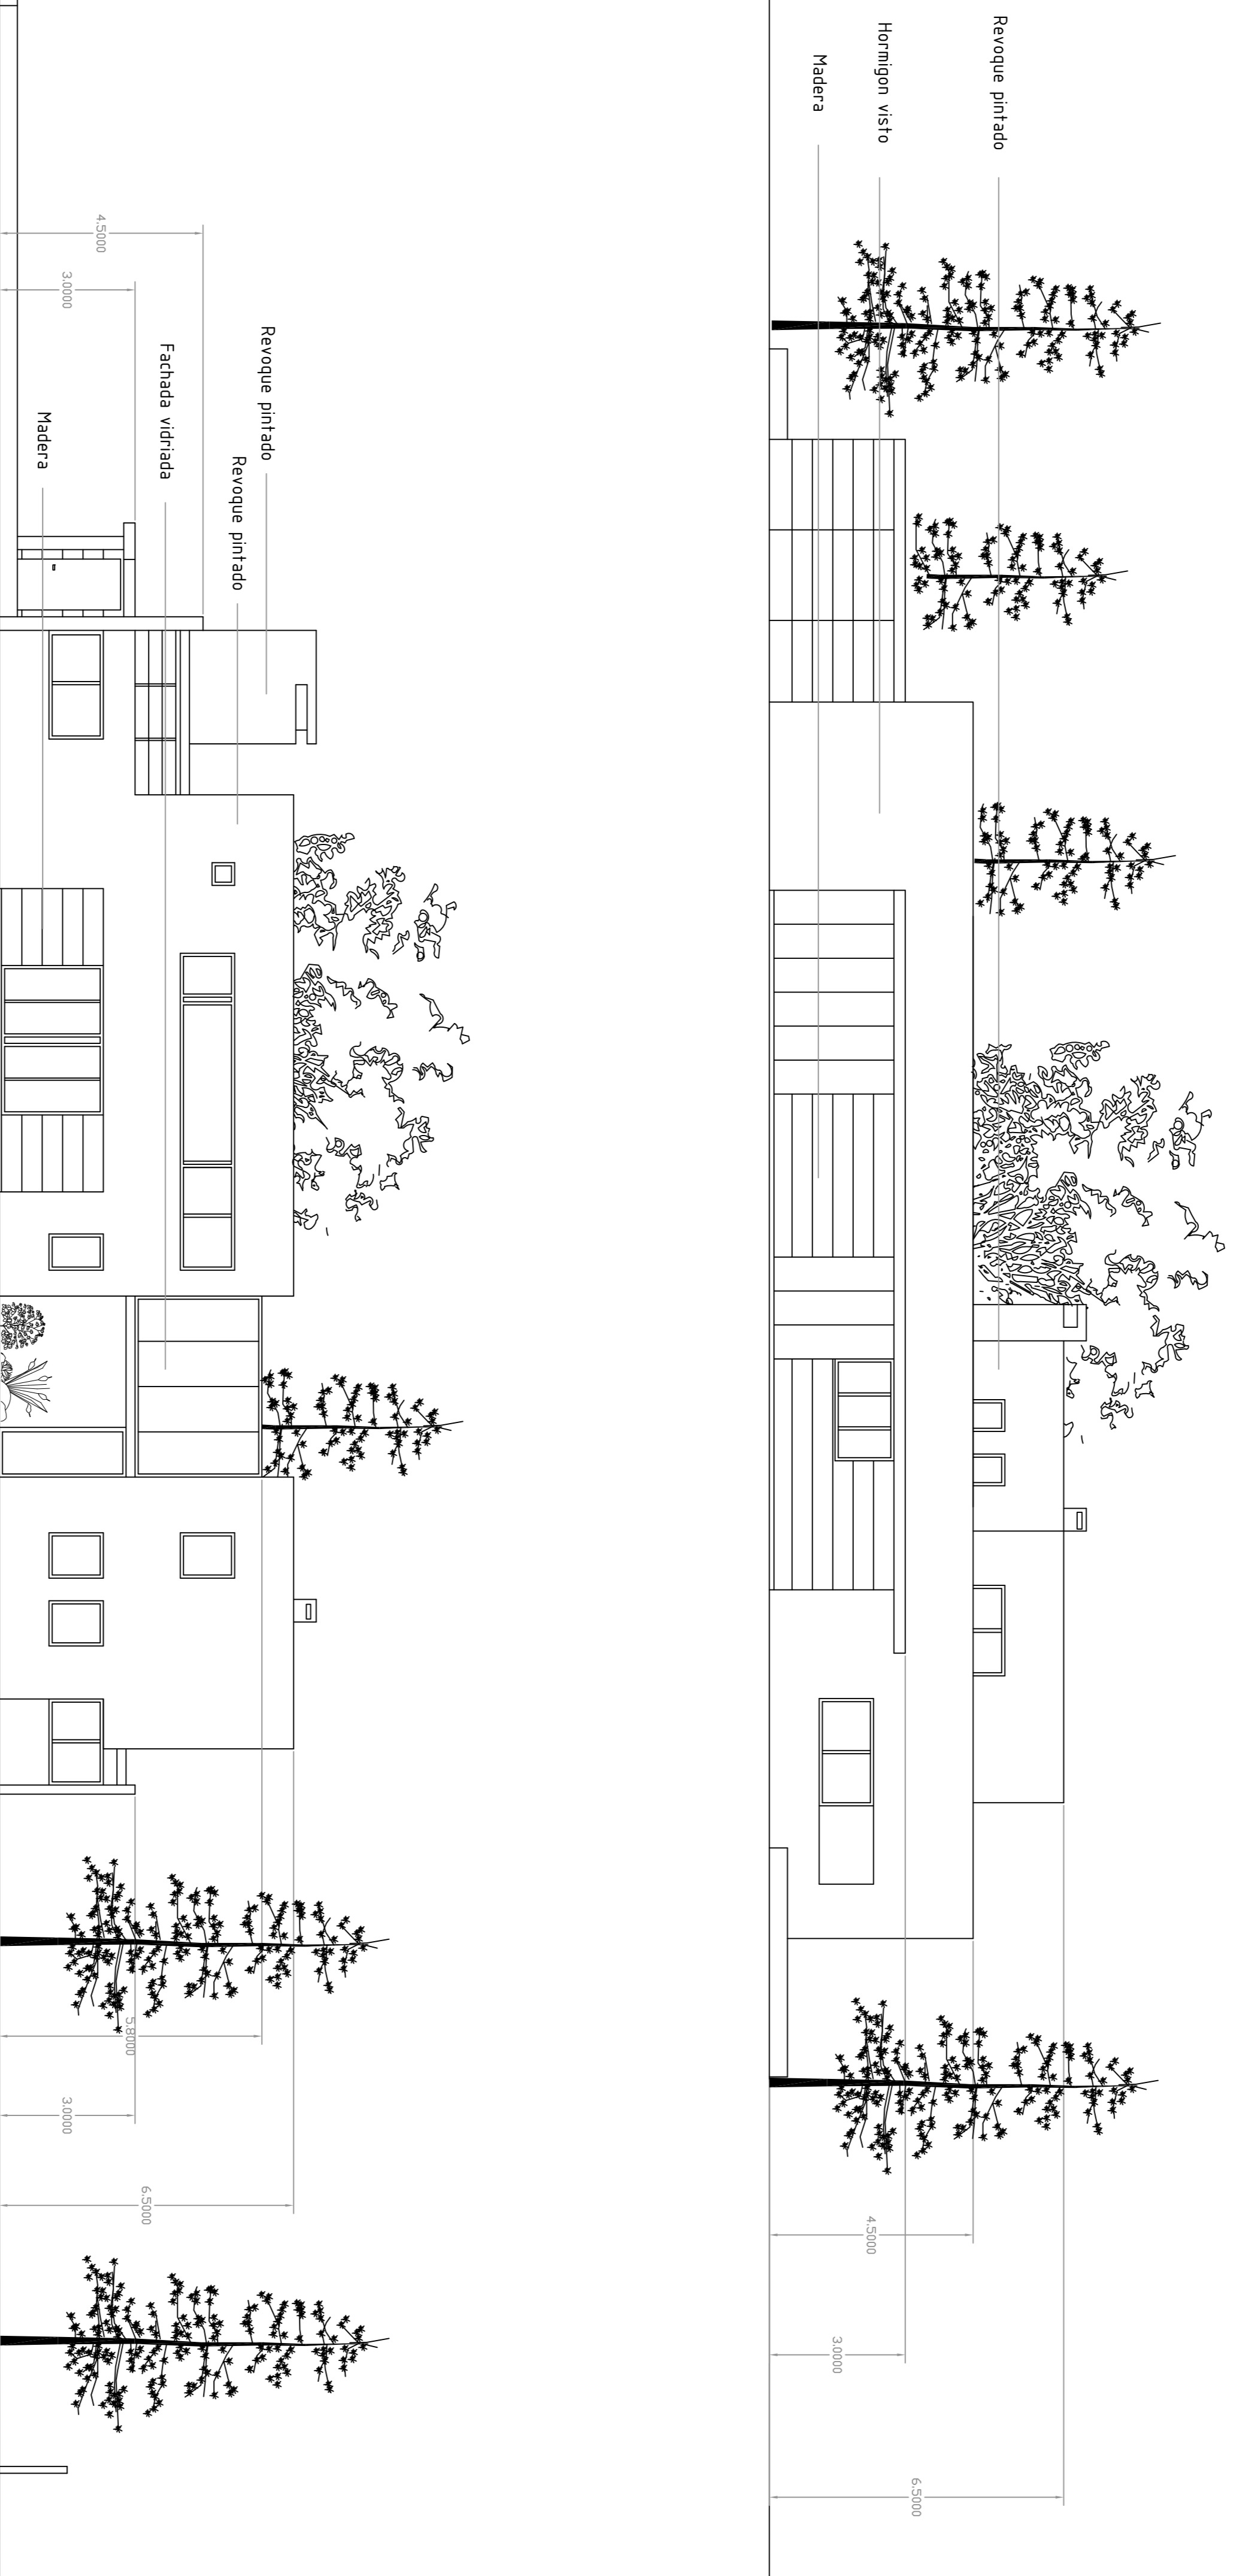 Revoque pintado
Hormigon visto
Madera
4.5000
3.0000
6.5000
4.5000
3.0000
Revoque pintado
Revoque pintado
Fachada vidriada
Madera
5.8000
3.0000
6.5000